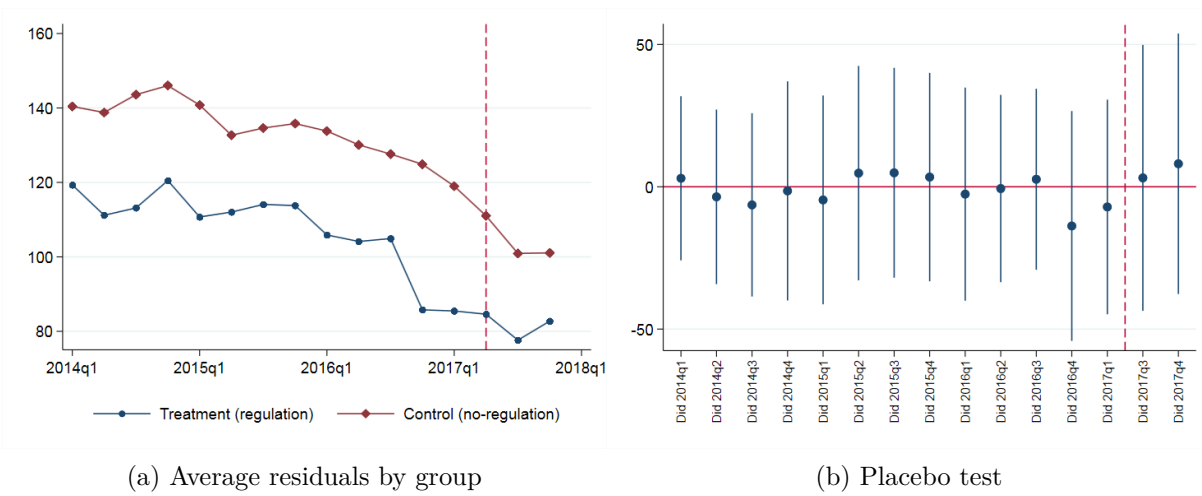 160
140
120
100
80
2014q1 2015q1 2016q1 2017q1 2018q1
Treatment (regulation) Control (no-regulation)
(a) Average residuals by group
50
0
-50
Did 2014q1
Did 2014q2
Did 2014q3
Did 2014q4
Did 2015q1
Did 2015q2
Did 2015q3
Did 2015q4
Did 2016q1
Did 2016q2
Did 2016q3
Did 2016q4
Did 2017q1
Did 2017q3
Did 2017q4
(b) Placebo test